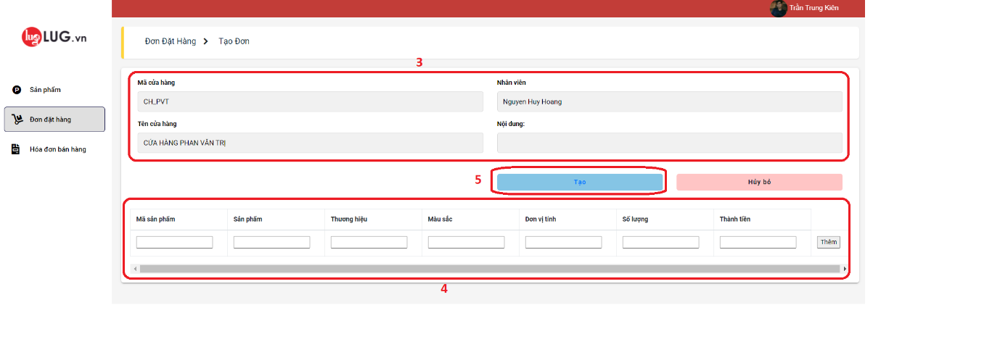 Trần Trung Kiên
lug LUG.vn
Đơn Đặt Hàng > Tạo Đơn
3
Mã cửa hàng
Nhân viên
CH_PVT
Nguyen Huy Hoang
Tên cửa hàng
Nội dung:
CỬA HÀNG PHAN VĂN TRỊ
P Sản phẩm
Đơn đặt hàng
Hóa đơn bán hàng
5
Tạo
Hủy bỏ
Mã sản phẩm
Sản phẩm
Thương hiệu
Màu sắc
Đơn vị tính
Số lượng
Thành tiền
Thêm
4